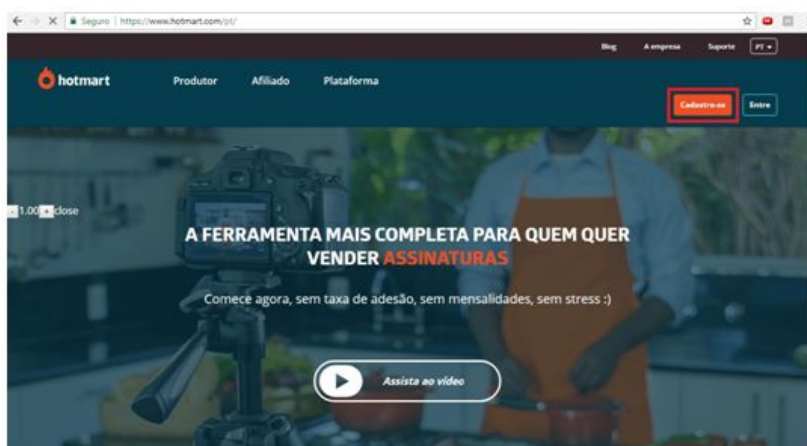 Seguro | https://www.hotmart.com/pt/
Blog A empresa Suporte PT
hotmart Produtor Afiliado Plataforma
Cadastre-se Entre
- 1.00 + close
A FERRAMENTA MAIS COMPLETA PARA QUEM QUER
VENDER ASSINATURAS
Comece agora, sem taxa de adesão, sem mensalidades, sem stress :)
Assista ao vídeo